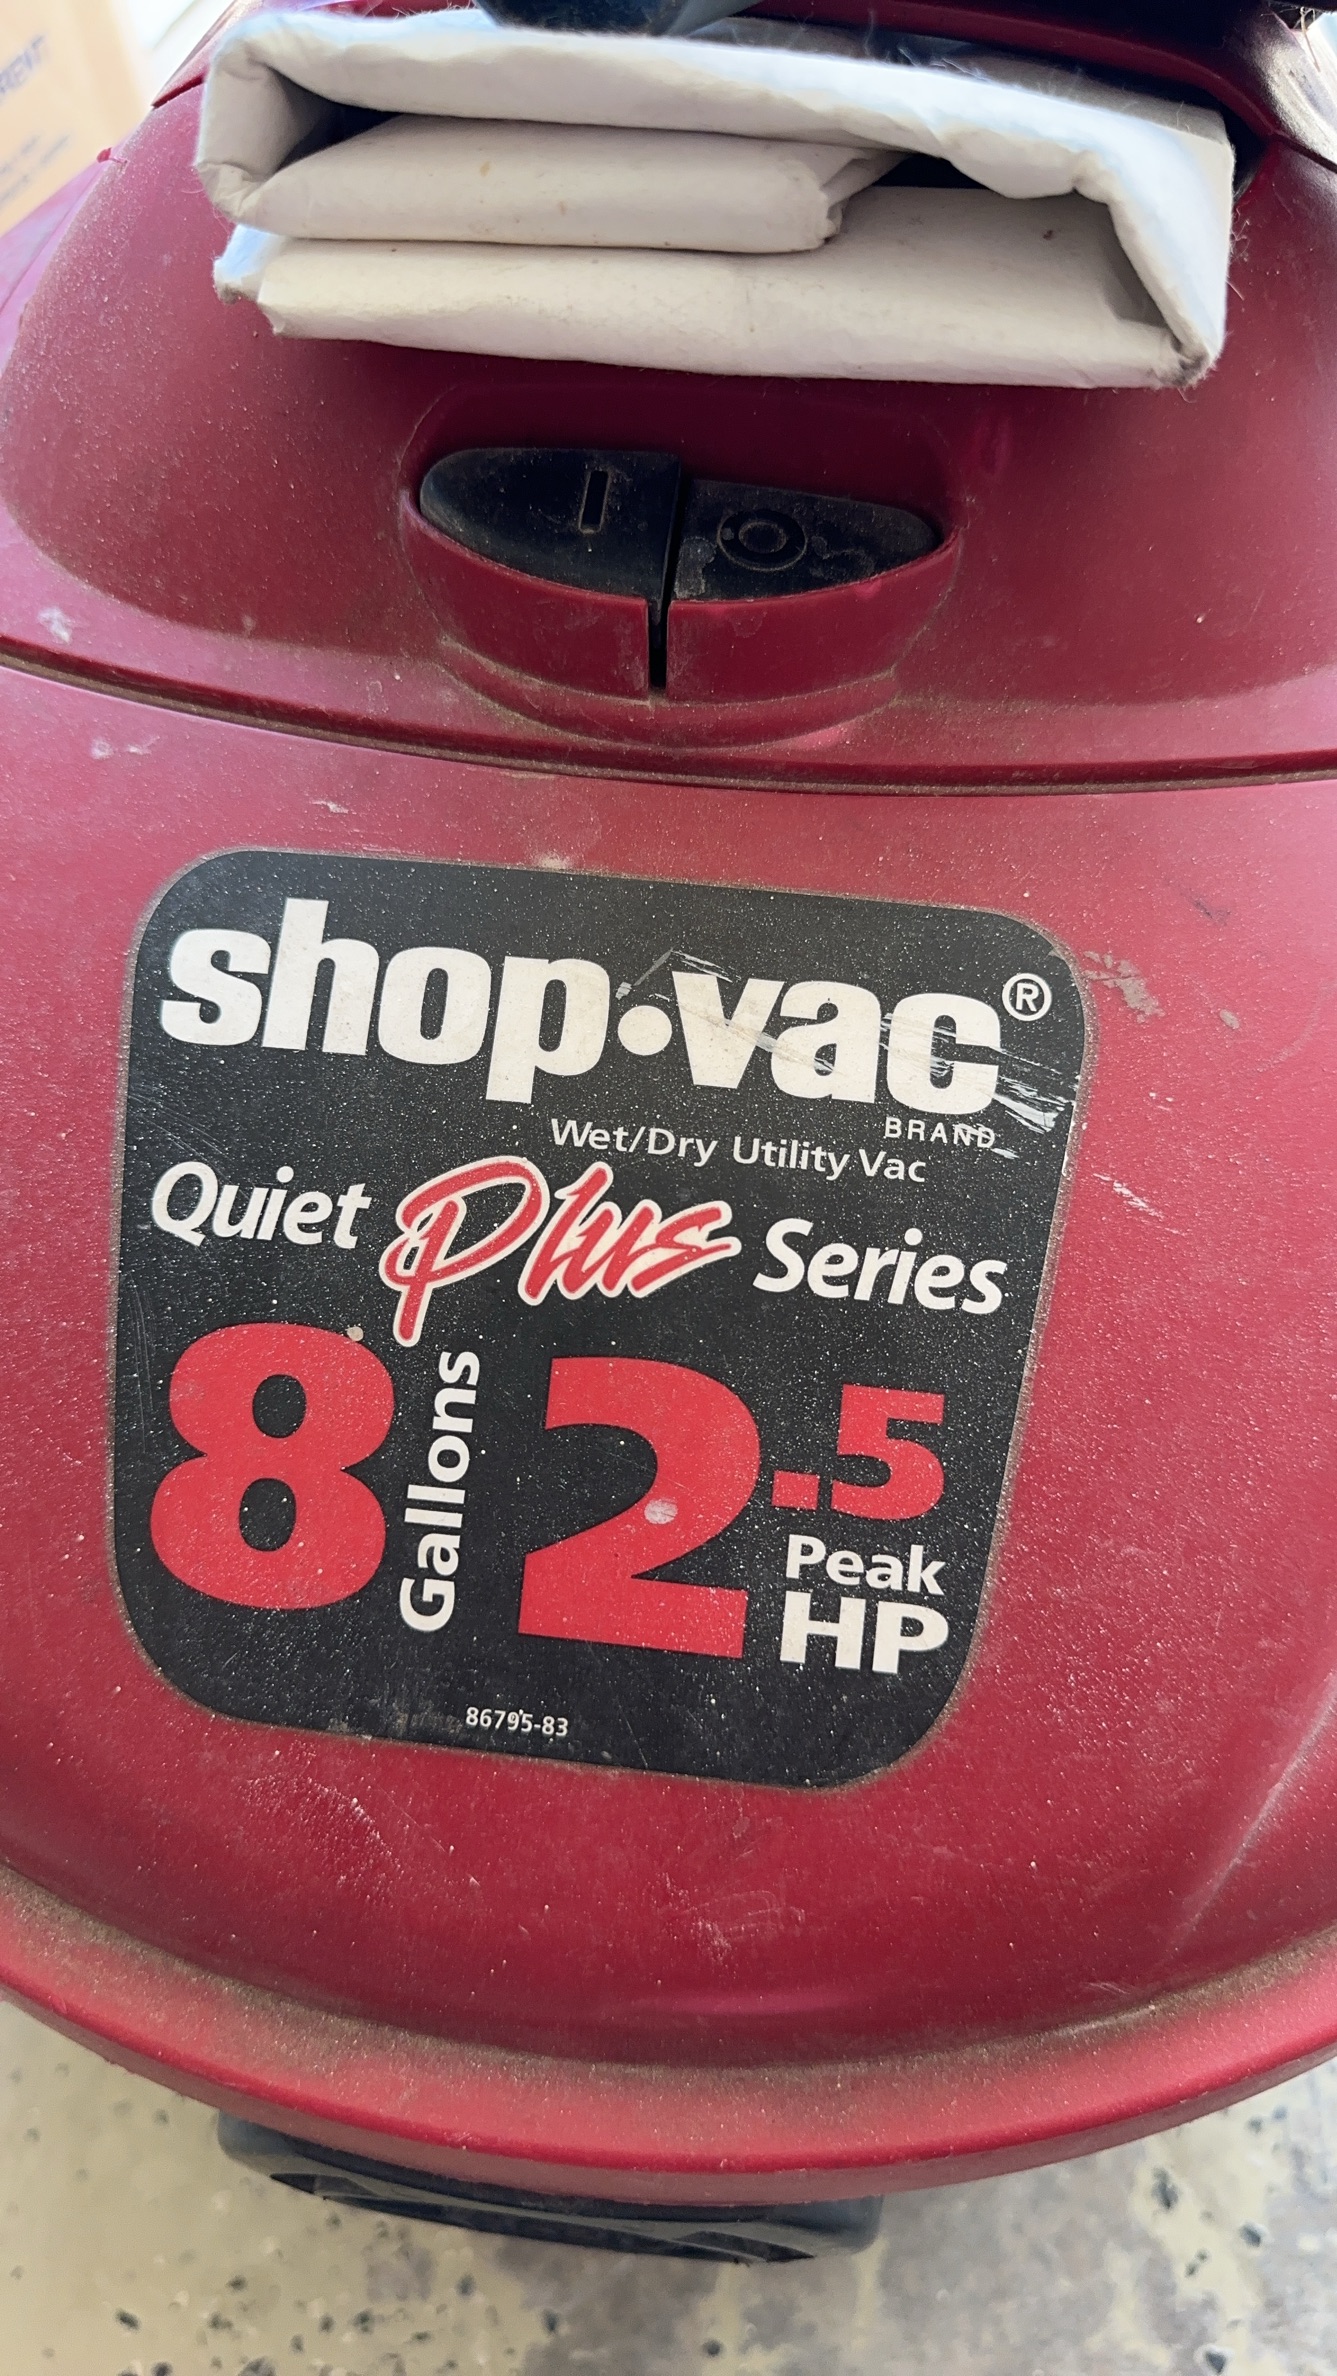 shop•vac®
BRAND
Wet/Dry Utility Vac
Quiet Plus Series
8 Gallons 2.5 Peak HP
86795-83